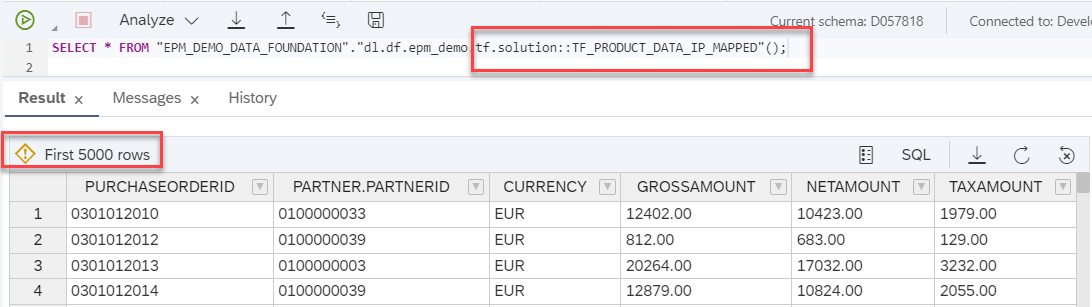 Analyze
Current schema: D057818
Connected to: Devel
1 SELECT * FROM "EPM_DEMO_DATA_FOUNDATION"."dl.df.epm_demo.tf.solution::TF_PRODUCT_DATA_IP_MAPPED"();
2
Result x Messages x History
First 5000 rows SQL
PURCHASEORDERID PARTNER.PARTNERID CURRENCY GROSSAMOUNT NETAMOUNT TAXAMOUNT
1 0301012010 0100000033 EUR 12402.00 10423.00 1979.00
2 0301012012 0100000039 EUR 812.00 683.00 129.00
3 0301012013 0100000003 EUR 20264.00 17032.00 3232.00
4 0301012014 0100000039 EUR 12879.00 10824.00 2055.00